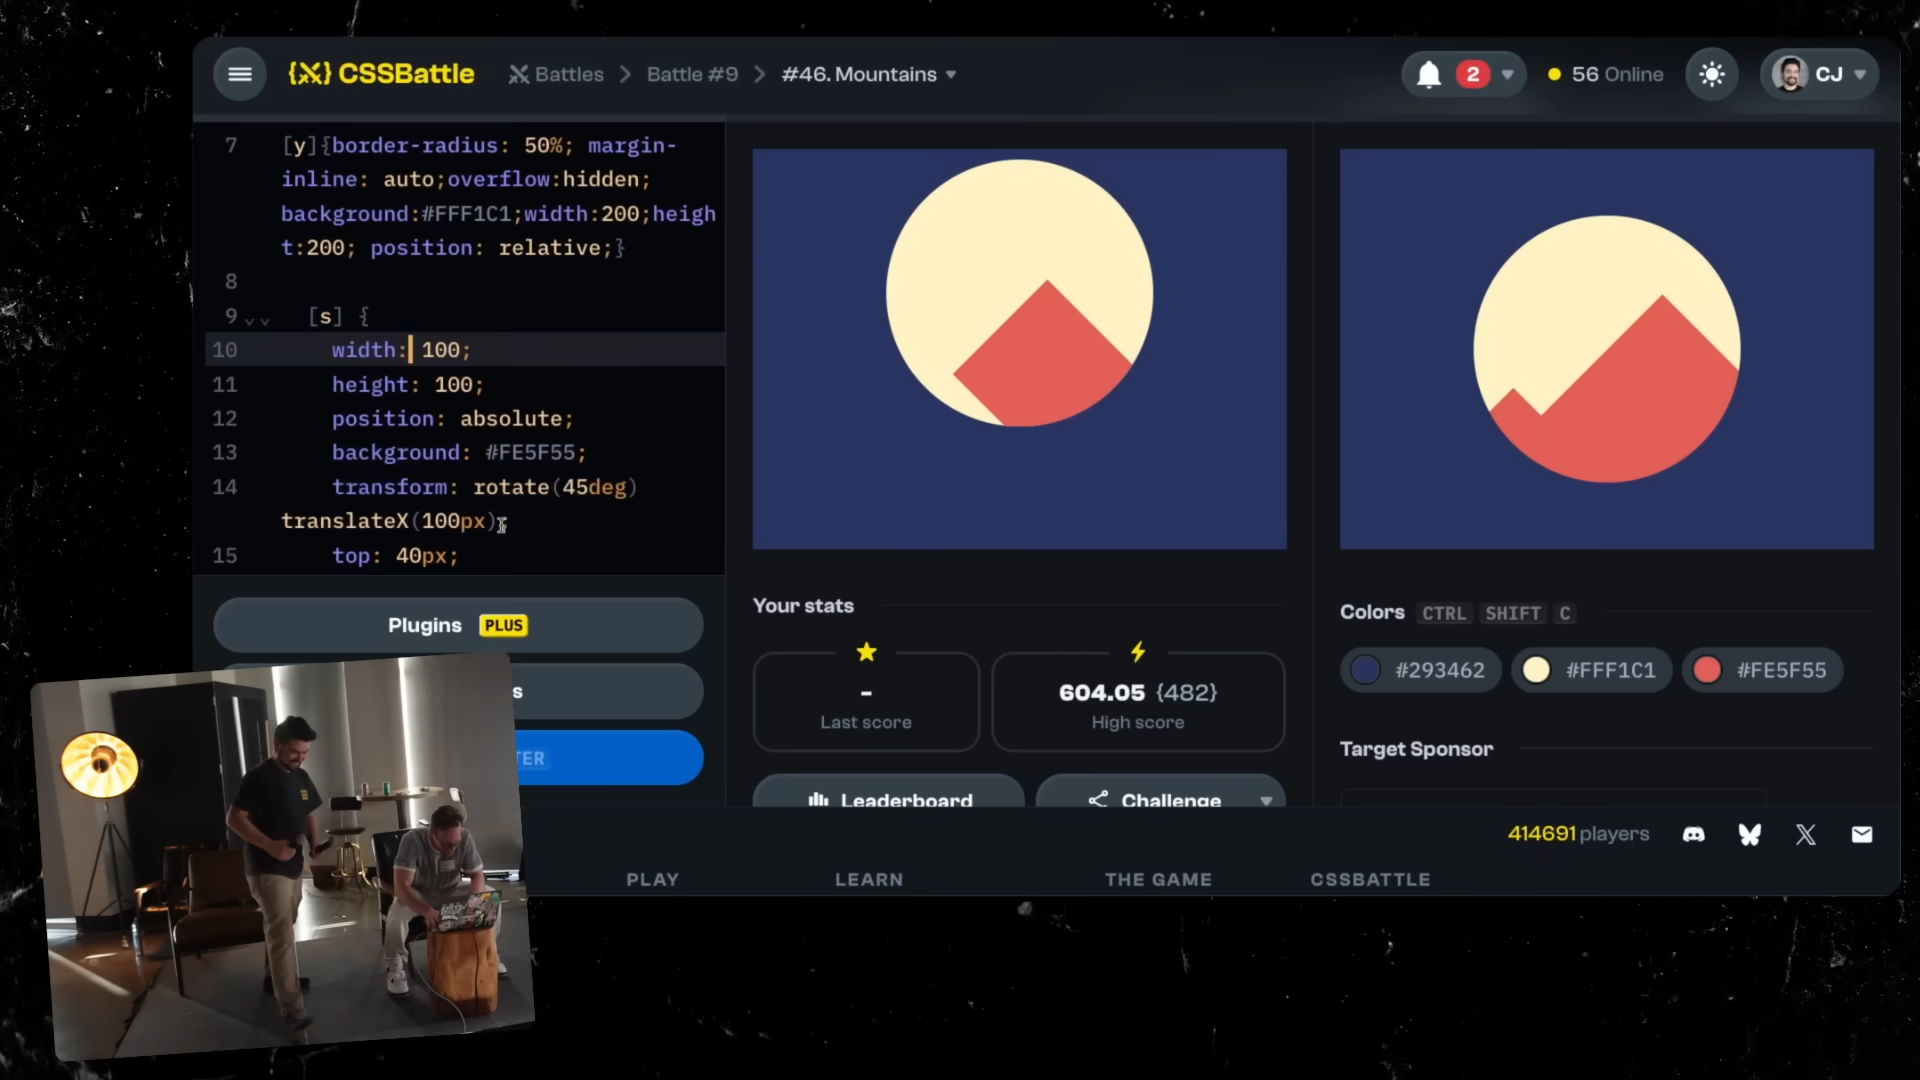 {X} CSSBattle
Battles > Battle #9 > #46. Mountains
2
56 Online
CJ
7 [y]{border-radius: 50%; margin-
inline: auto;overflow:hidden;
background:#FFF1C1;width:200;heigh
t:200; position: relative;}
8
9 [s] {
10 width: 100;
11 height: 100;
12 position: absolute;
13 background: #FE5F55;
14 transform: rotate(45deg)
translateX(100px);
15 top: 40px;
Plugins PLUS
s
TER
Your stats
-
Last score
604.05 {482}
High score
Leaderboard
Challenge
Colors CTRL SHIFT C
#293462
#FFF1C1
#FE5F55
Target Sponsor
414691 players
PLAY
LEARN
THE GAME
CSSBATTLE